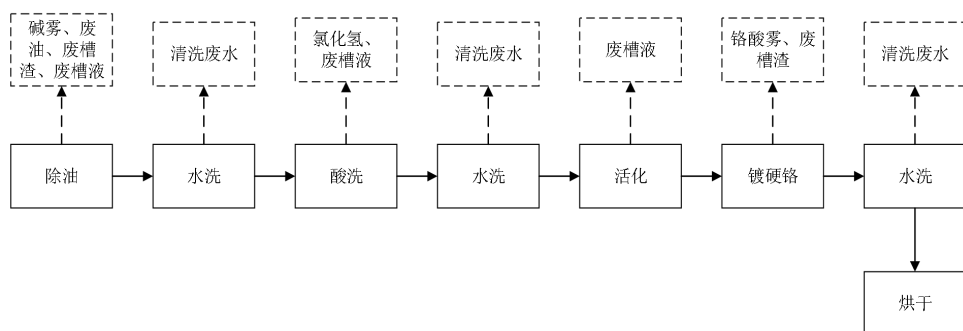 碱雾、废
油、废槽
渣、废槽液
清洗废水
氯化氢、
废槽液
清洗废水
废槽液
铬酸雾、废
槽渣
清洗废水
除油
水洗
酸洗
水洗
活化
镀硬铬
水洗
烘干